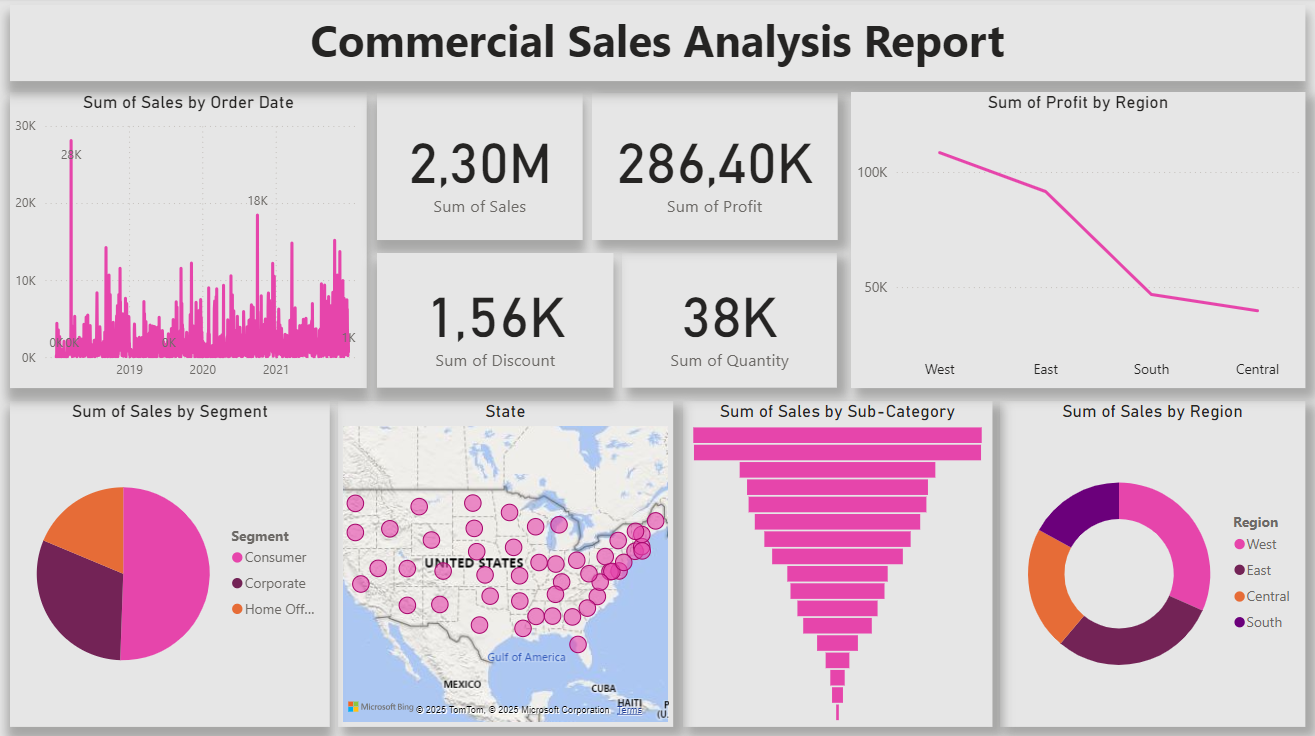 Commercial Sales Analysis Report
Sum of Sales by Order Date
30K
20K
10K
0K
28K
18K
0K
0K
0K
1K
2019
2020
2021
2,30M
Sum of Sales
286,40K
Sum of Profit
1,56K
Sum of Discount
38K
Sum of Quantity
Sum of Profit by Region
100K
50K
West
East
South
Central
Sum of Sales by Segment
Segment
Consumer
Corporate
Home Off...
State
UNITED STATES
Gulf of America
MEXICO
CUBA
HAITI
P
(U.
Microsoft Bing
© 2025 TomTom, © 2025 Microsoft Corporation Terms
Sum of Sales by Sub-Category
Sum of Sales by Region
Region
West
East
Central
South